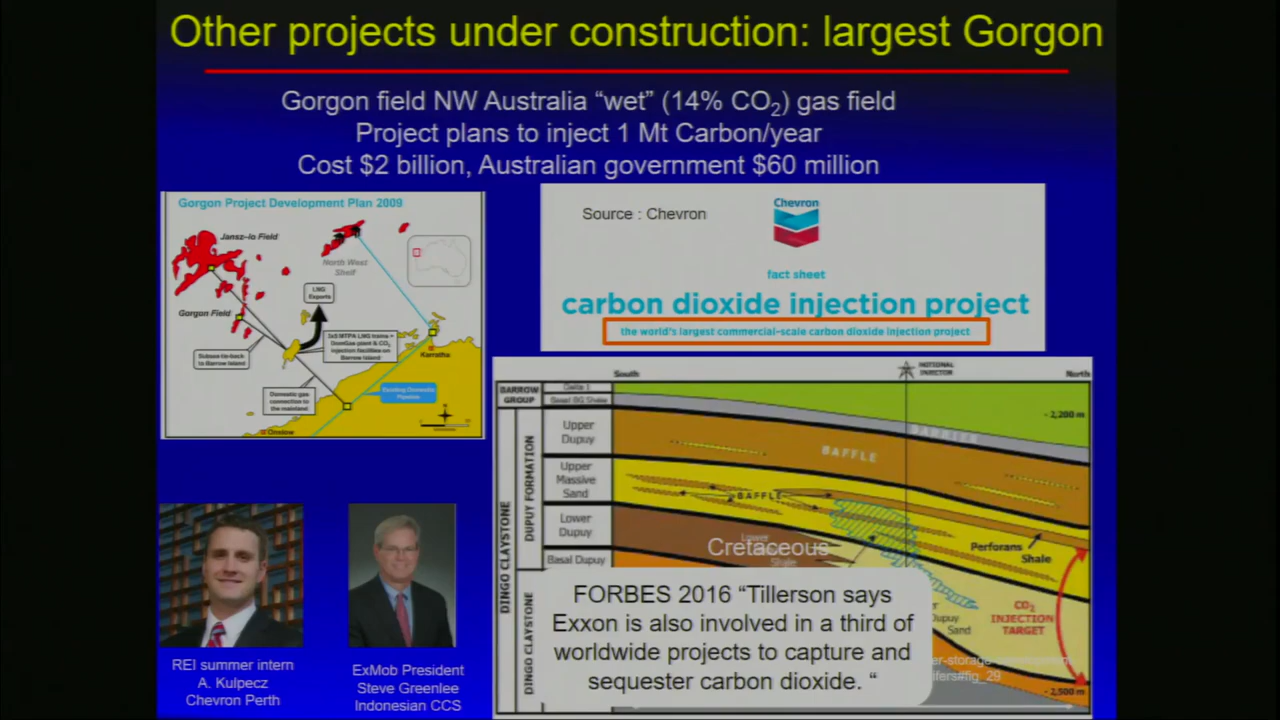 Other projects under construction: largest Gorgon
Gorgon field NW Australia “wet” (14% CO₂) gas field
Project plans to inject 1 Mt Carbon/year
Cost $2 billion, Australian government $60 million
Gorgon Project Development Plan 2009
Jansz-Io Field
North West
Shelf
LNG
Exports
Gorgon Field
3x5 MTPA LNG trains +
DomGas plant & CO₂
injection facilities on
Barrow Island
Karratha
Subsea tie-back
to Barrow Island
Domestic gas
connection to
the mainland
Existing Domestic
Pipeline
Onslow
Source : Chevron
Chevron
fact sheet
carbon dioxide injection project
the world's largest commercial-scale carbon dioxide injection project
South
NOTIONAL
INJECTOR
North
BARROW
GROUP
Delta 1
Basal BG Shale
BARRIER
- 2,200 m
DINGO CLAYSTONE
DUPUY FORMATION
Upper
Dupuy
BAFFLE
Upper
Massive
Sand
BAFFLE
Lower
Dupuy
Lower
Shale
Cretaceous
Perforans
Shale
Basal Dupuy
DINGO CLAYSTONE
Dupuy
Sand
CO₂
INJECTION
TARGET
- 2,500 m
FORBES 2016 “Tillerson says
Exxon is also involved in a third of
worldwide projects to capture and
sequester carbon dioxide. “
REI summer intern
A. Kulpecz
Chevron Perth
ExMob President
Steve Greenlee
Indonesian CCS